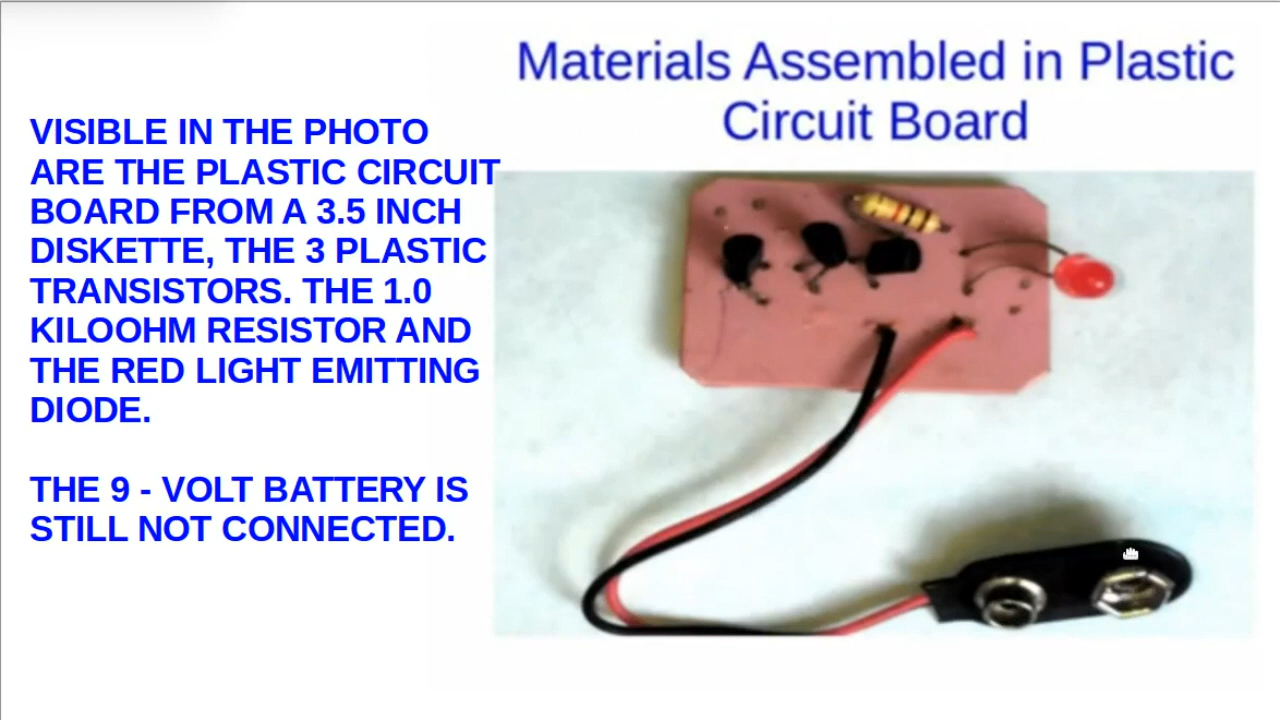 Materials Assembled in Plastic
Circuit Board
VISIBLE IN THE PHOTO
ARE THE PLASTIC CIRCUIT
BOARD FROM A 3.5 INCH
DISKETTE, THE 3 PLASTIC
TRANSISTORS. THE 1.0
KILOOHM RESISTOR AND
THE RED LIGHT EMITTING
DIODE.
THE 9 - VOLT BATTERY IS
STILL NOT CONNECTED.